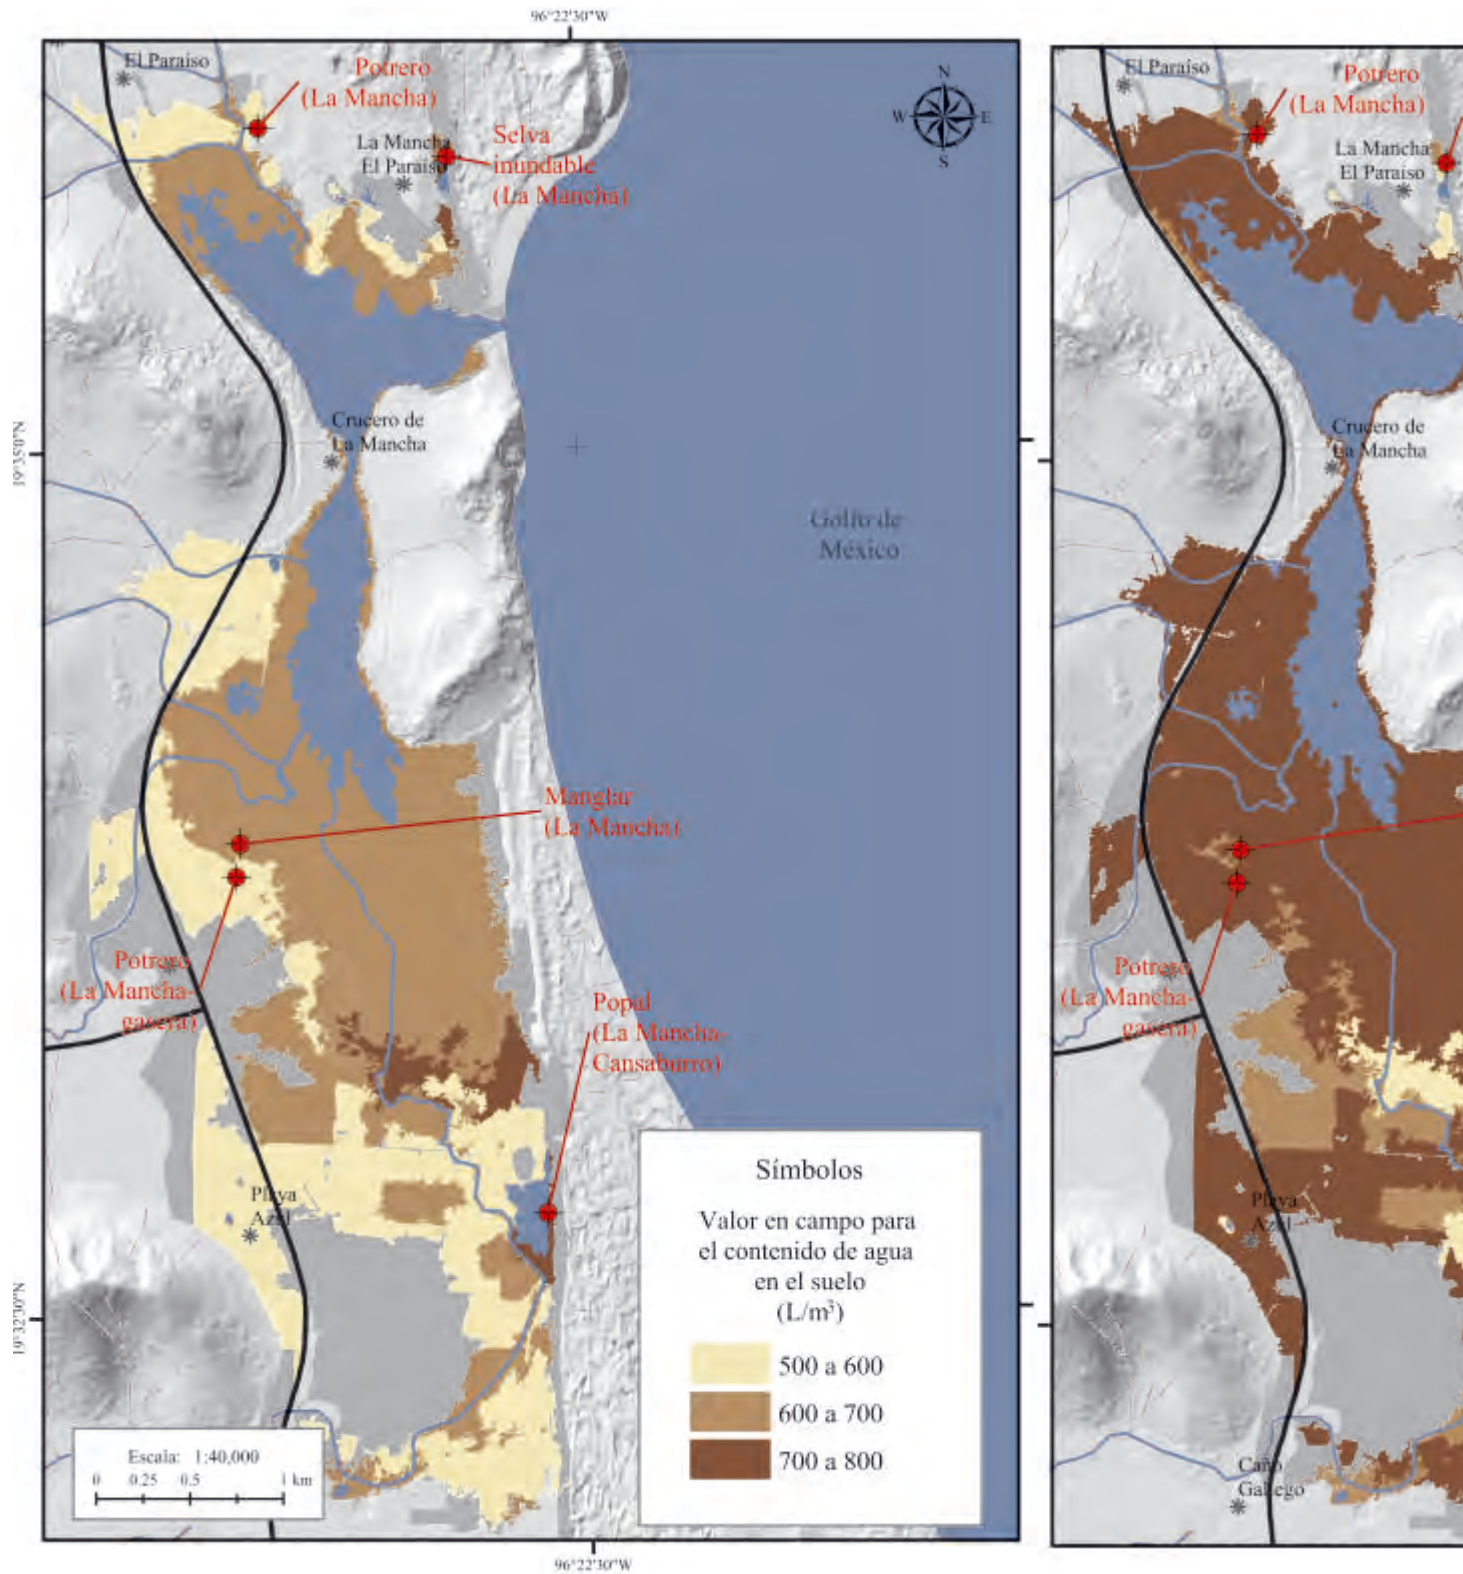 96°22'30"W
El Paraíso
Potrero
(La Mancha)
La Mancha
El Paraíso
Selva
inundable
(La Mancha)
N
W
E
S
Crucero de
La Mancha
19°35'0"N
Golfo de
México
Manglar
(La Mancha)
Potrero
(La Mancha-
gasera)
Popal
(La Mancha-
Cansaburro)
Playa
Azul
19°32'30"N
Símbolos
Valor en campo para
el contenido de agua
en el suelo
(L/m³)
500 a 600
600 a 700
700 a 800
Escala: 1:40,000
0 0.25 0.5 1 km
96°22'30"W
El Paraíso
Potrero
(La Mancha)
La Mancha
El Paraíso
Crucero de
La Mancha
Potrero
(La Mancha-
gasera)
Playa
Azul
Caño
Gallego